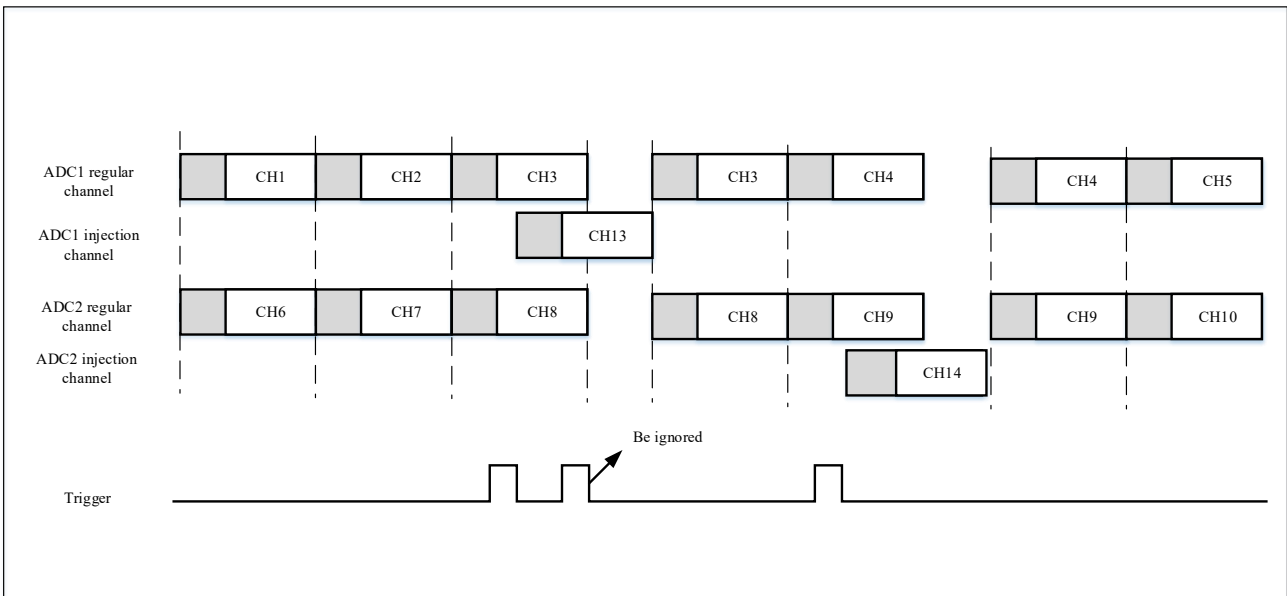 ADC1 regular
channel
CH1
CH2
CH3
CH3
CH4
CH4
CH5
ADC1 injection
channel
CH13
ADC2 regular
channel
CH6
CH7
CH8
CH8
CH9
CH9
CH10
ADC2 injection
channel
CH14
Be ignored
Trigger